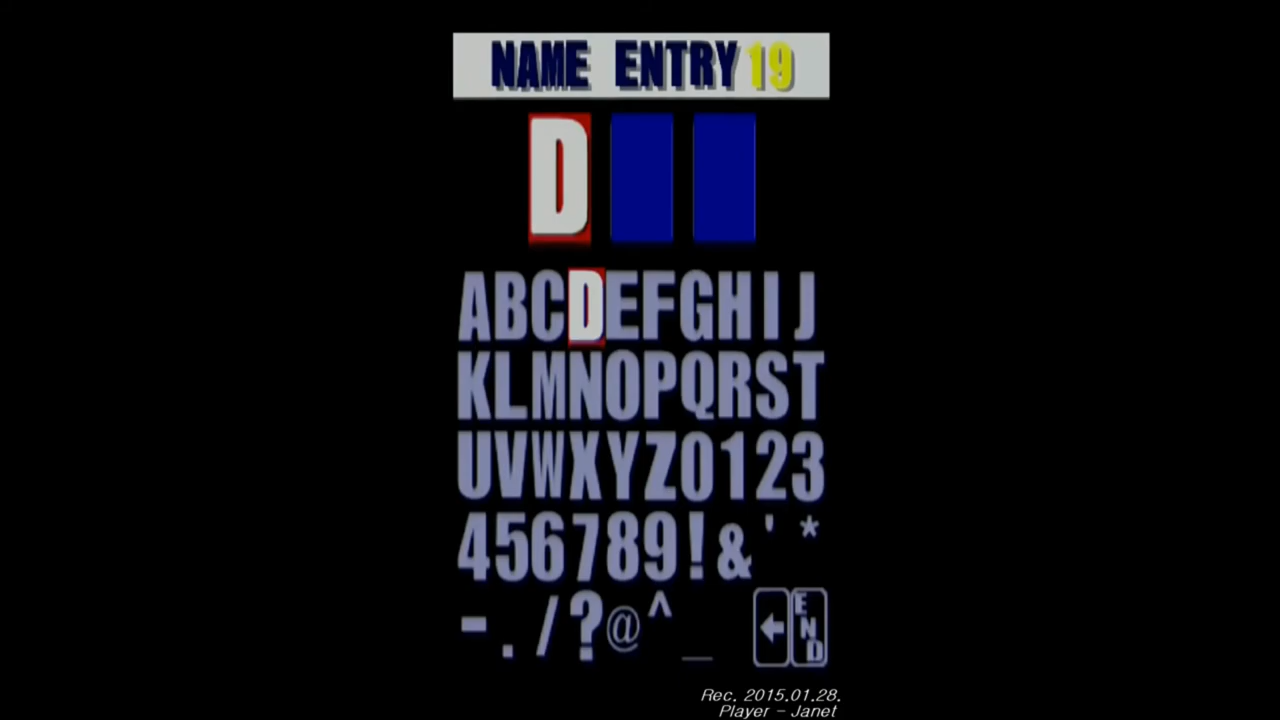 NAME ENTRY 19
D
ABCDEFGHIJ
KLMNOPQRST
UVWXYZ0123
456789!&'*
-./?@^_ ← END
Rec. 2015.01.28.
Player - Janet